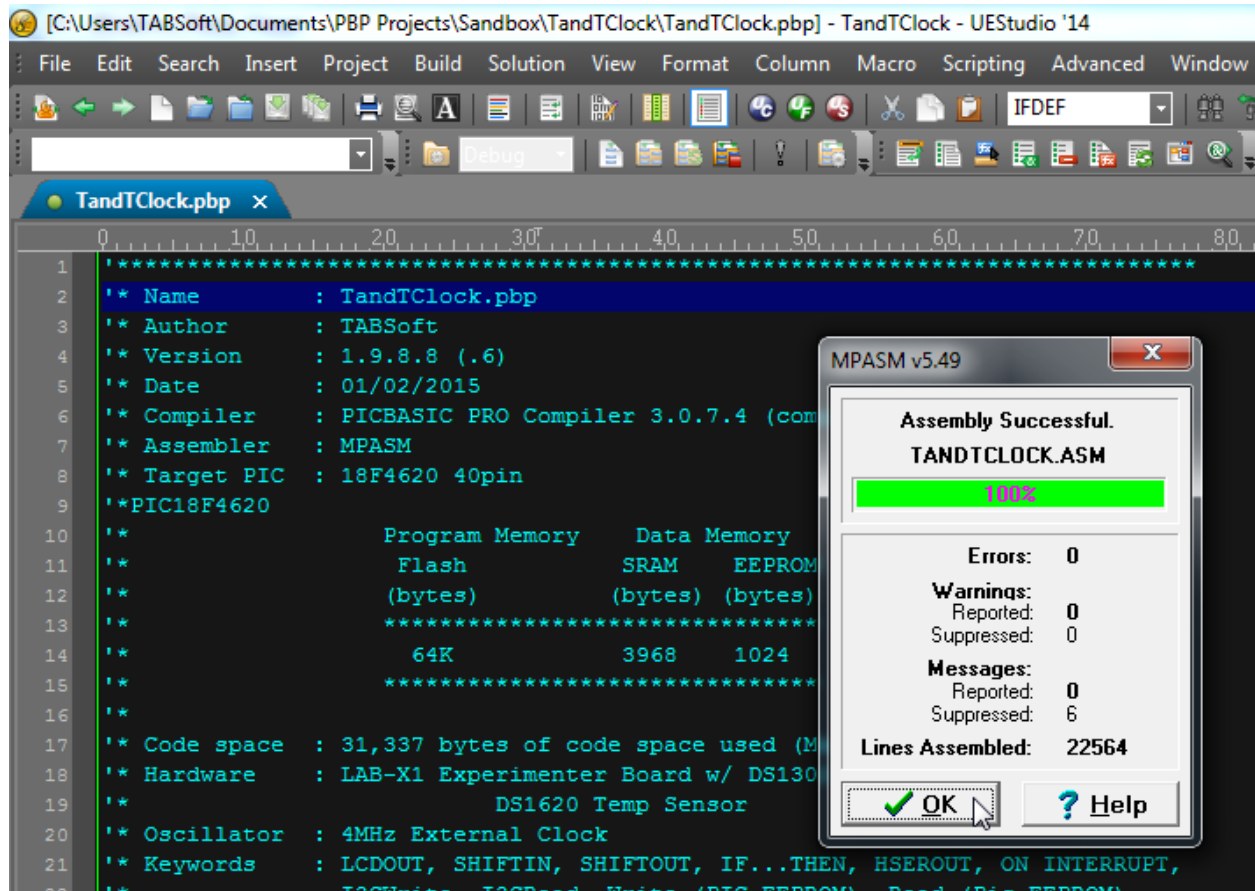 [C:\Users\TABSoft\Documents\PBP Projects\Sandbox\TandTClock\TandTClock.pbp] - TandTClock - UEStudio '14
File Edit Search Insert Project Build Solution View Format Column Macro Scripting Advanced Window
IFDEF
Debug
TandTClock.pbp x
0 10 20 30 40 50 60 70 80
1 '*****************************************************************************
2 '* Name : TandTClock.pbp
3 '* Author : TABSoft
4 '* Version : 1.9.8.8 (.6)
5 '* Date : 01/02/2015
6 '* Compiler : PICBASIC PRO Compiler 3.0.7.4 (com
7 '* Assembler : MPASM
8 '* Target PIC : 18F4620 40pin
9 '*PIC18F4620
10 '* Program Memory Data Memory
11 '* Flash SRAM EEPROM
12 '* (bytes) (bytes) (bytes)
13 '* *******************************
14 '* 64K 3968 1024
15 '* *******************************
16 '*
17 '* Code space : 31,337 bytes of code space used (M
18 '* Hardware : LAB-X1 Experimenter Board w/ DS130
19 '* DS1620 Temp Sensor
20 '* Oscillator : 4MHz External Clock
21 '* Keywords : LCDOUT, SHIFTIN, SHIFTOUT, IF...THEN, HSEROUT, ON INTERRUPT,
MPASM v5.49
Assembly Successful.
TANDTCLOCK.ASM
100%
Errors: 0
Warnings:
Reported: 0
Suppressed: 0
Messages:
Reported: 0
Suppressed: 6
Lines Assembled: 22564
OK Help